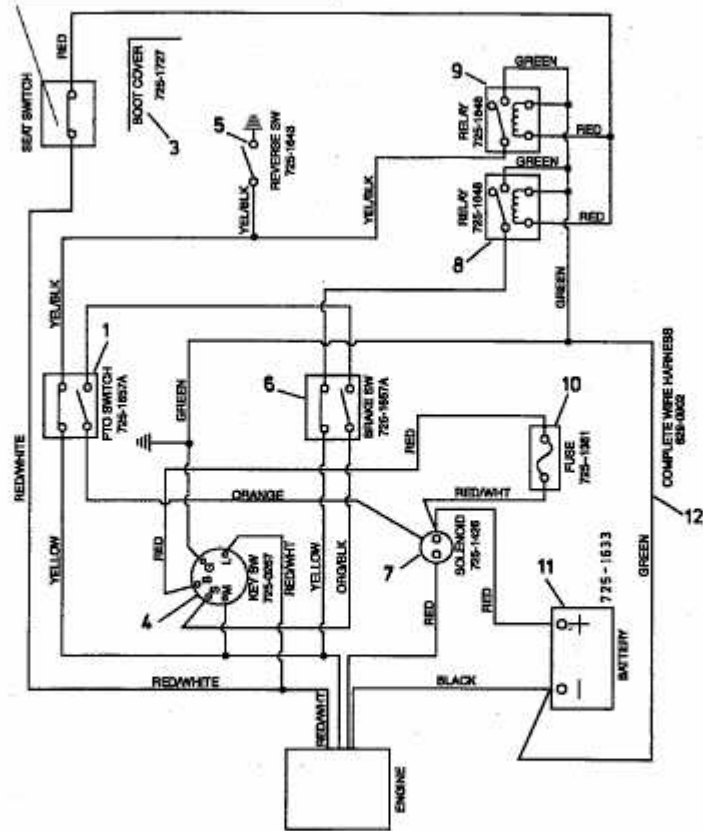 RED
SEAT SWITCH
BOOT COVER
725-1727
3
5
REVERSE SW
725-1643
YEL/BLK
YEL/BLK
YEL/BLK
9
GREEN
RELAY
725-1648
RED
GREEN
RELAY
725-1648
RED
8
GREEN
1
PTO SWITCH
725-1657A
GREEN
6
BRAKE SW
725-1657A
RED
10
FUSE
725-1381
COMPLETE WIRE HARNESS
629-0002
12
RED/WHITE
YELLOW
RED
ORANGE
4
G
L
B
S
M
KEY SW
725-0267
RED/WHT
YELLOW
ORG/BLK
7
SOLENOID
725-1426
RED/WHT
RED
RED
11
725-1633
BATTERY
+
−
GREEN
RED/WHITE
BLACK
RED/WHT
ENGINE